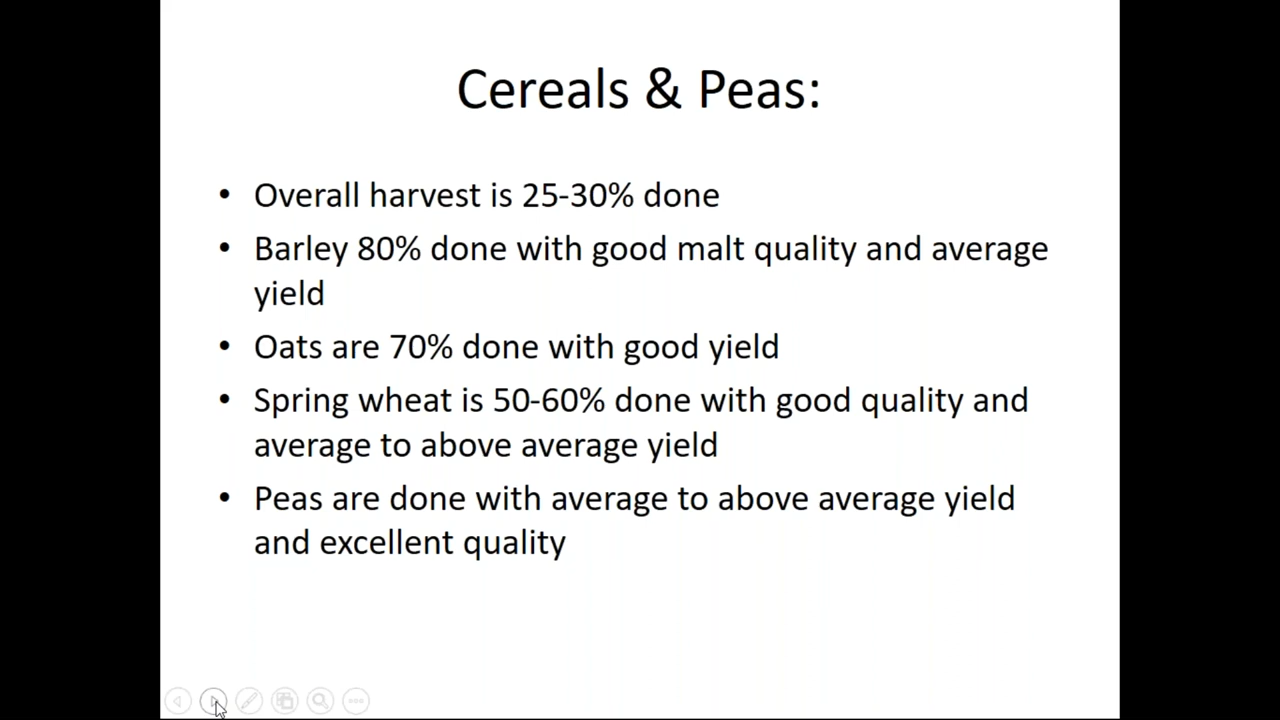 Cereals & Peas:
• Overall harvest is 25-30% done
• Barley 80% done with good malt quality and average
yield
• Oats are 70% done with good yield
• Spring wheat is 50-60% done with good quality and
average to above average yield
• Peas are done with average to above average yield
and excellent quality